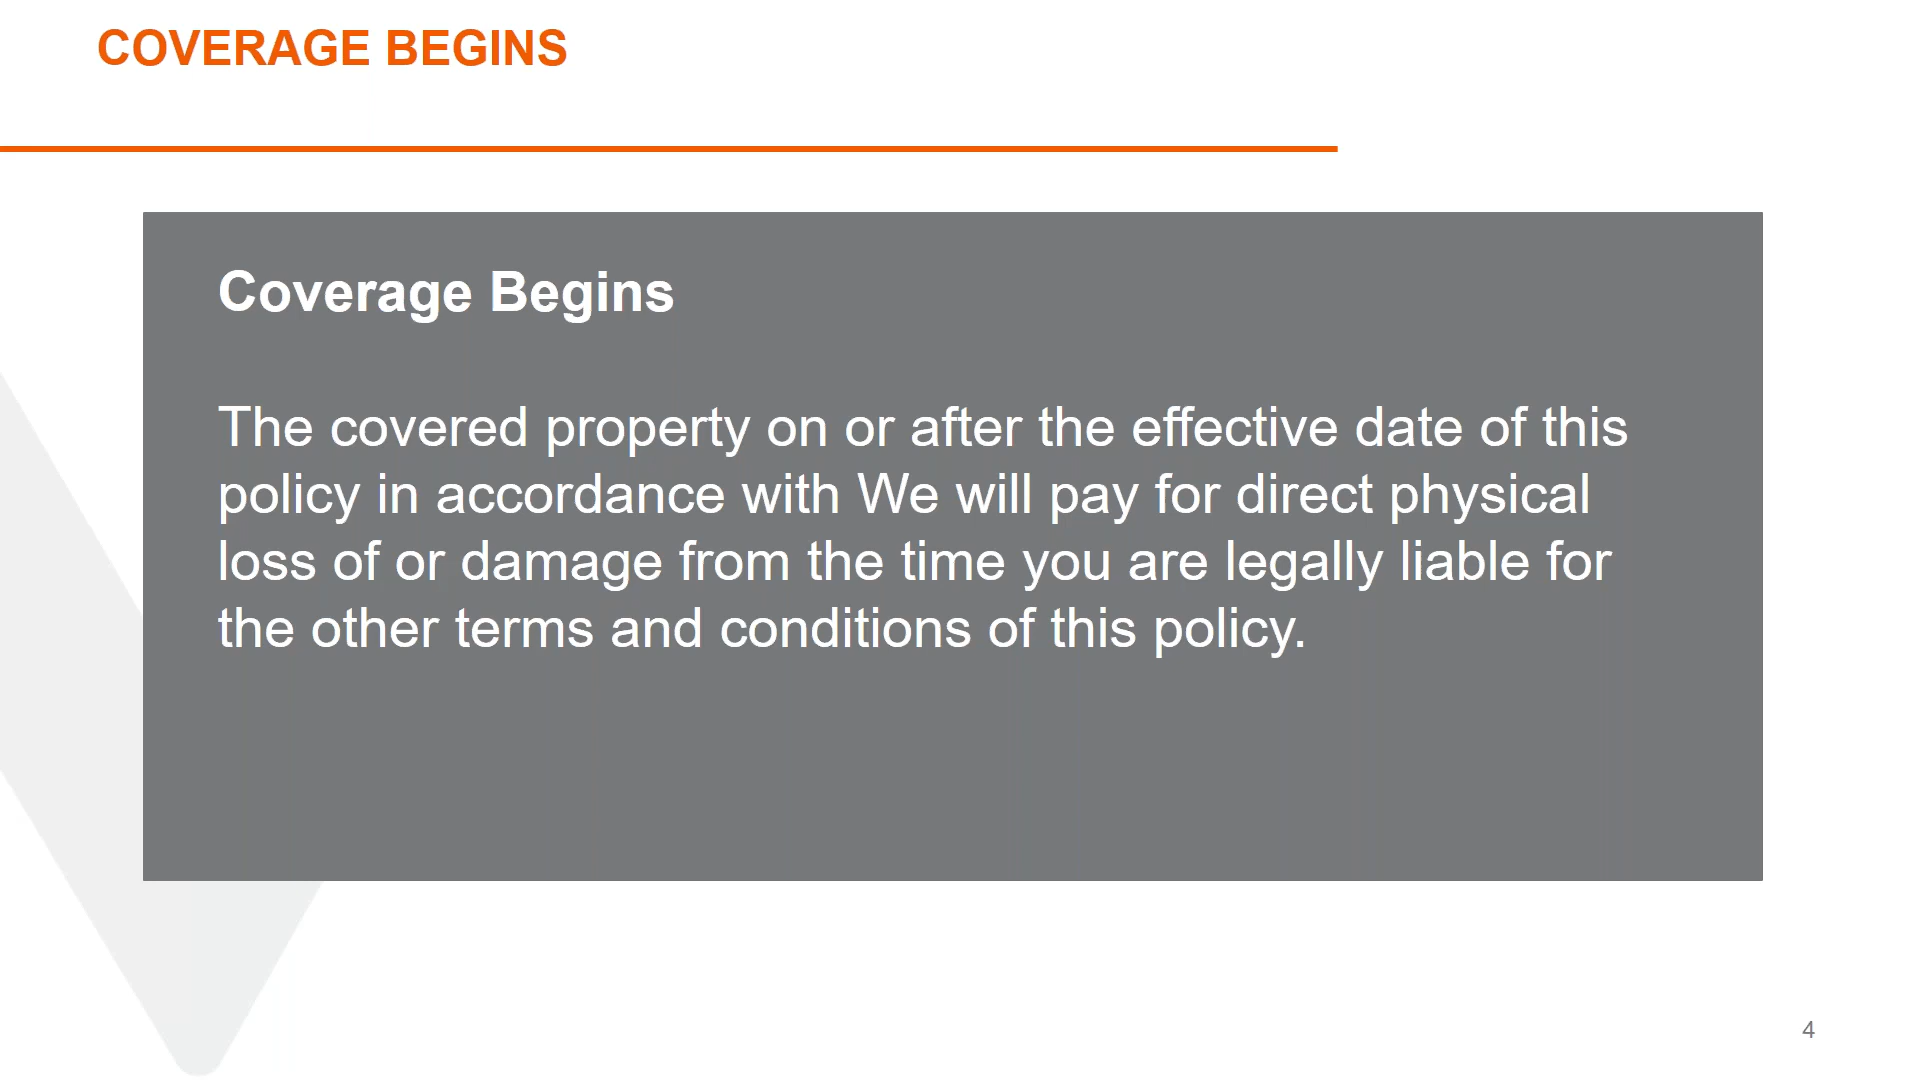 COVERAGE BEGINS
Coverage Begins
The covered property on or after the effective date of this
policy in accordance with We will pay for direct physical
loss of or damage from the time you are legally liable for
the other terms and conditions of this policy.
4